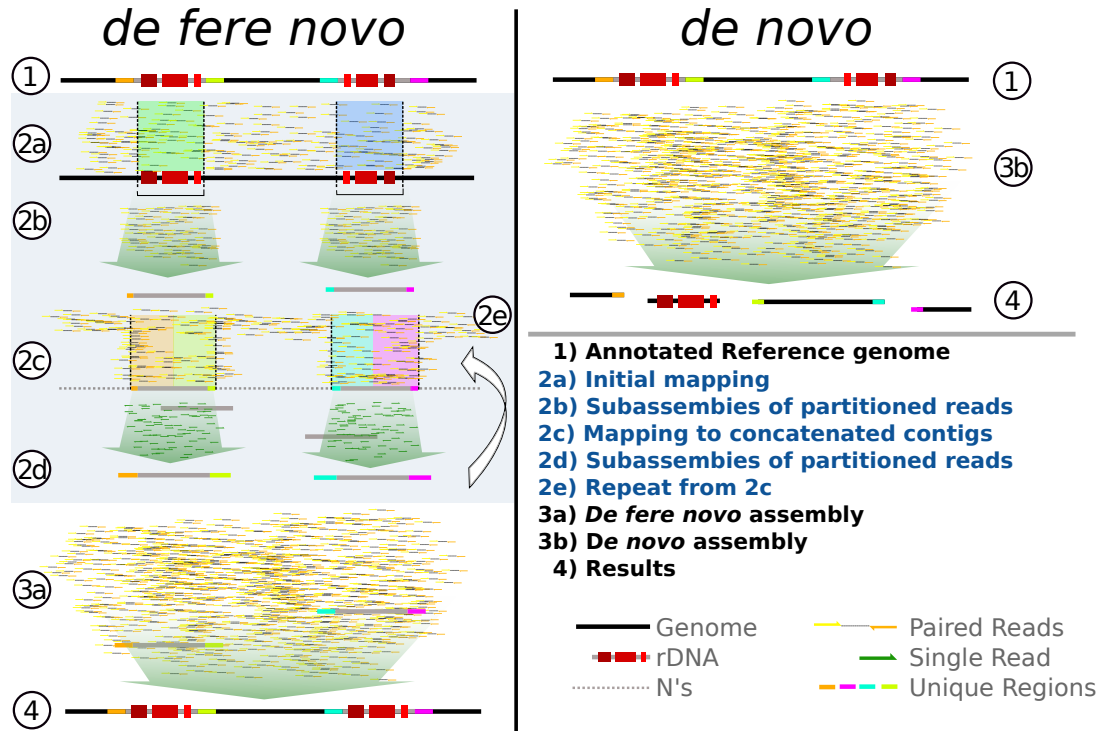 de fere novo
1
2a
2b
2e
2c
2d
3a
4
de novo
1
3b
4
1) Annotated Reference genome
2a) Initial mapping
2b) Subassembies of partitioned reads
2c) Mapping to concatenated contigs
2d) Subassembies of partitioned reads
2e) Repeat from 2c
3a) De fere novo assembly
3b) De novo assembly
4) Results
Genome
Paired Reads
rDNA
Single Read
N's
Unique Regions